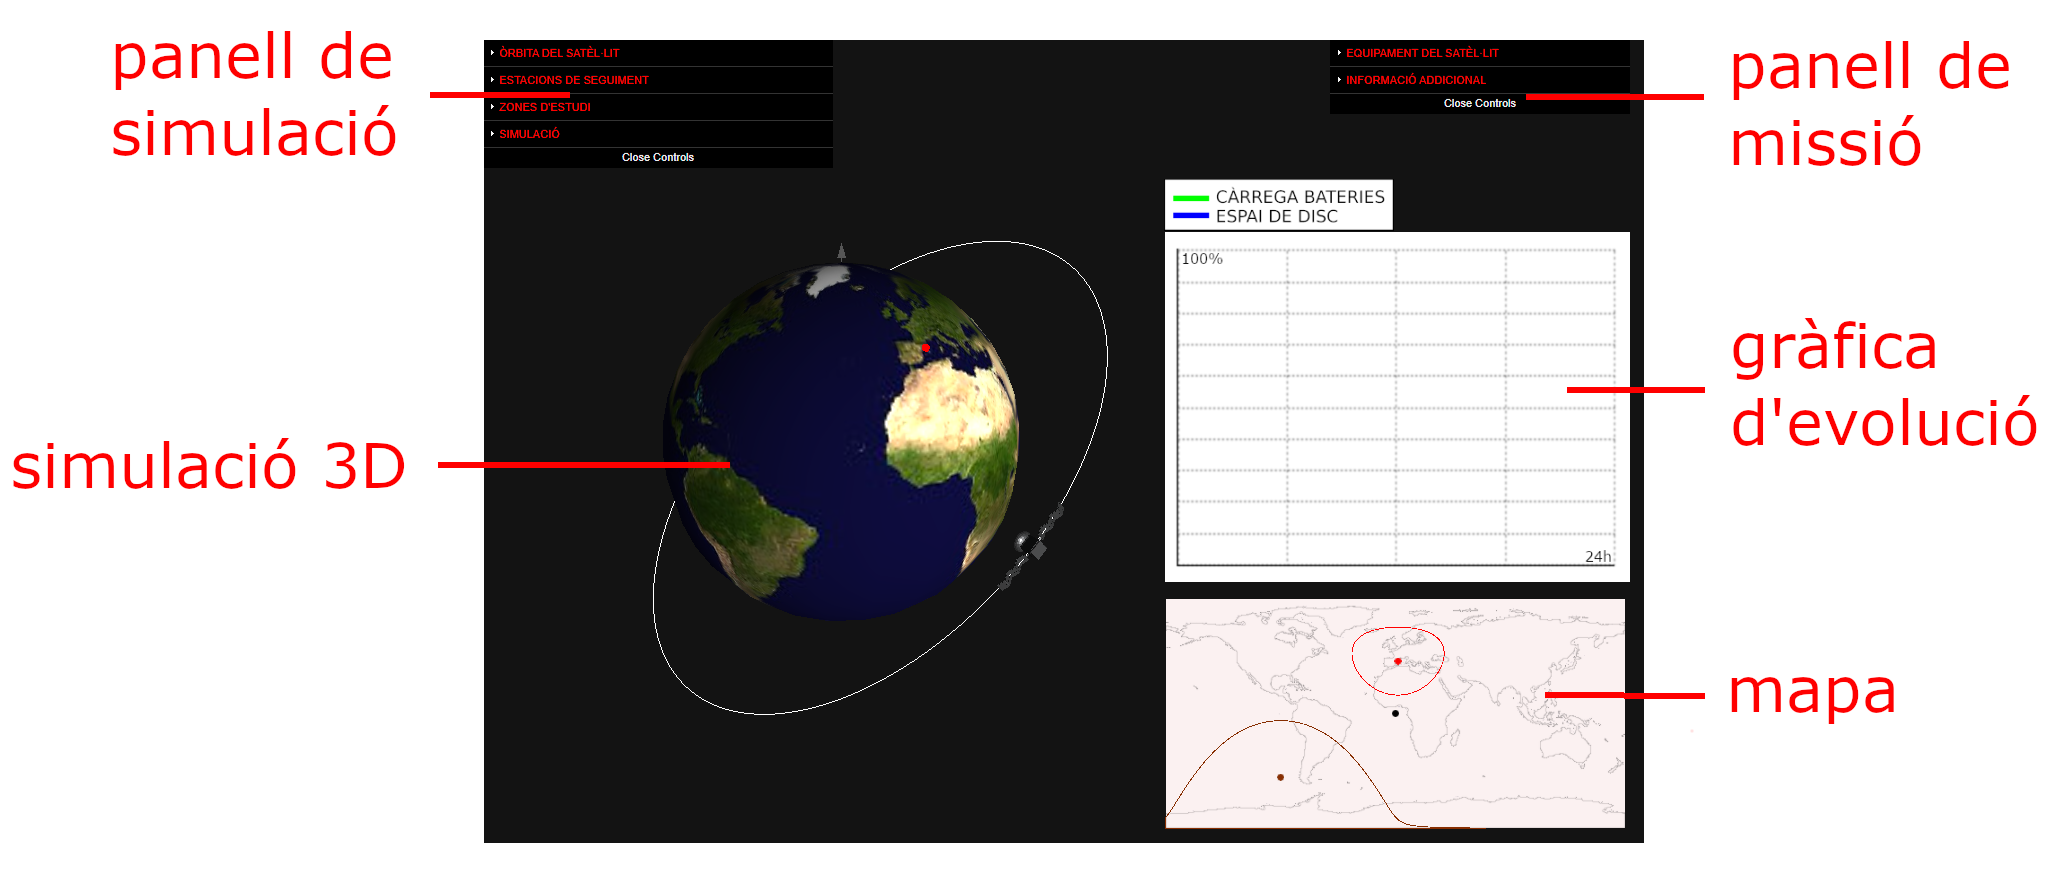 panell de
simulació
simulació 3D
ÒRBITA DEL SATÈL·LIT
ESTACIONS DE SEGUIMENT
ZONES D'ESTUDI
SIMULACIÓ
Close Controls
EQUIPAMENT DEL SATÈL·LIT
INFORMACIÓ ADDICIONAL
Close Controls
CÀRREGA BATERIES
ESPAI DE DISC
100%
24h
panell de
missió
gràfica
d'evolució
mapa